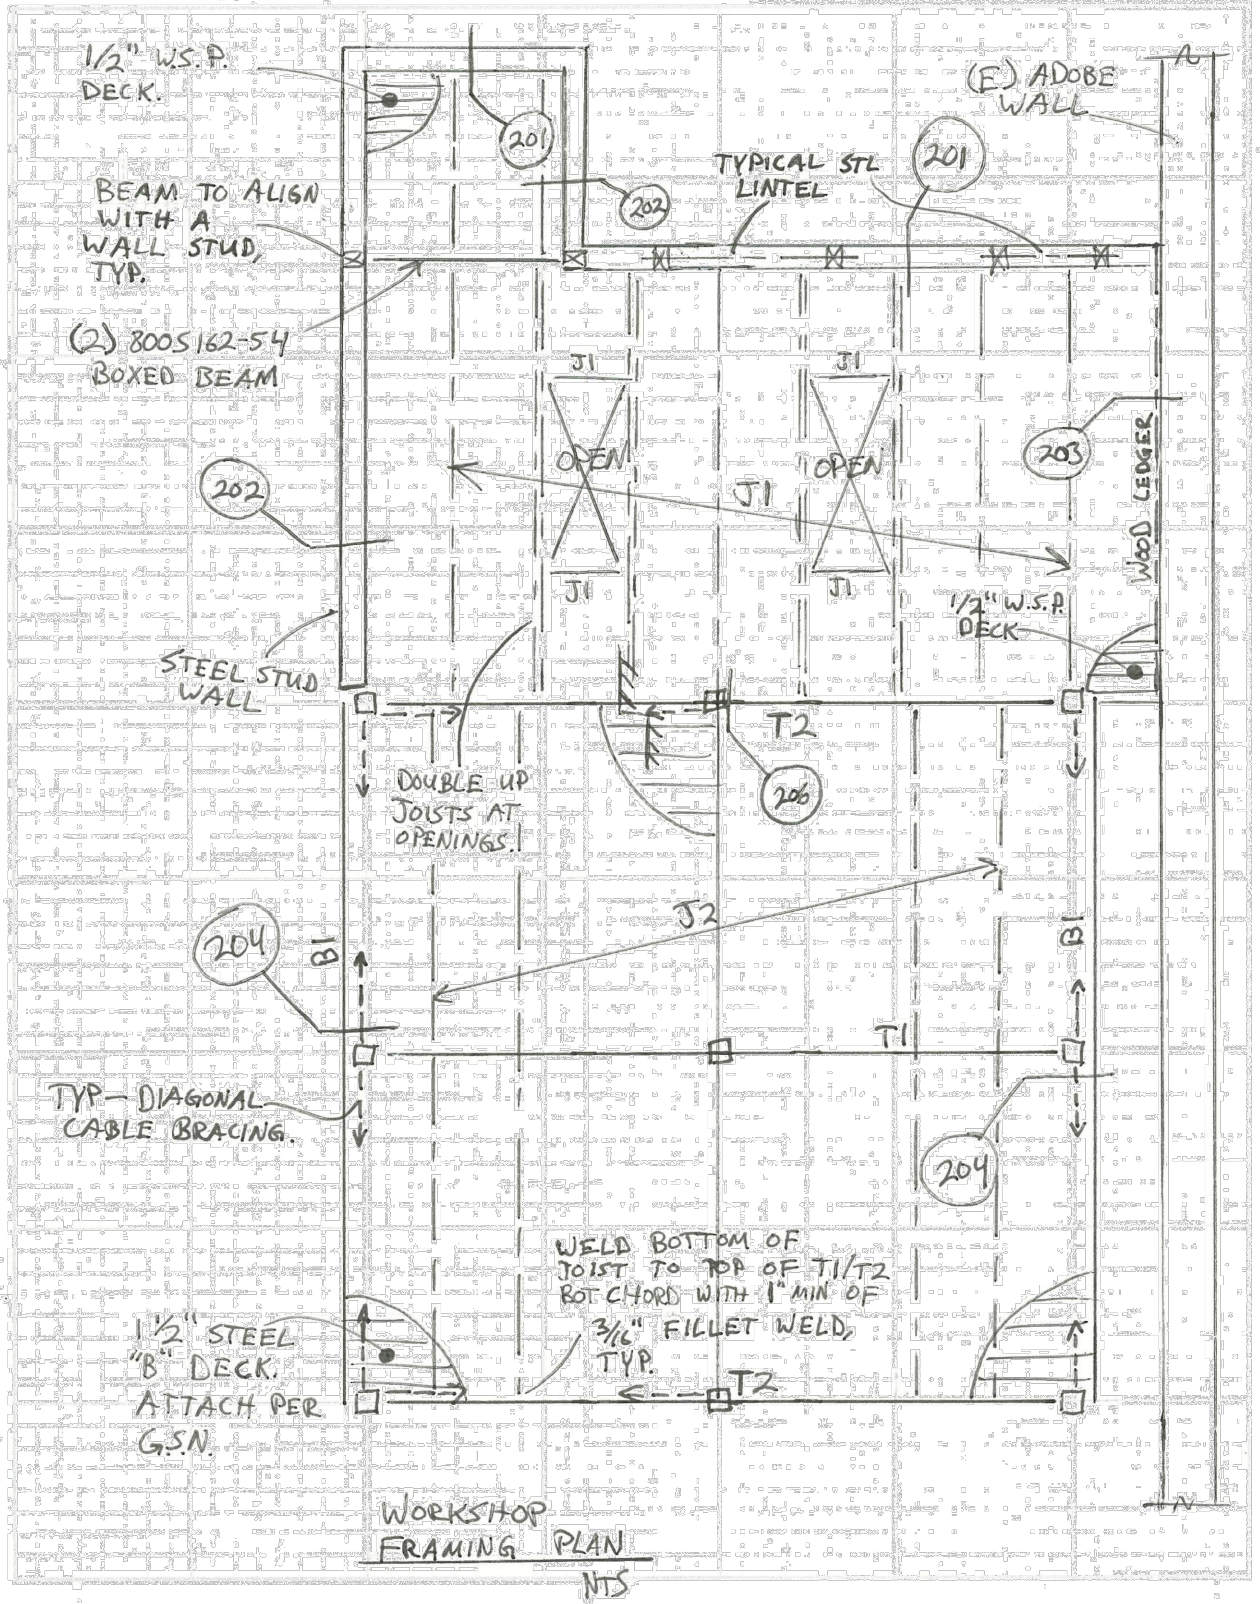 1/2" W.S.P.
DECK.
(E) ADOBE
WALL
201
201
TYPICAL STL
LINTEL
202
BEAM TO ALIGN
WITH A
WALL STUD,
TYP.
(2) 800S162-54
BOXED BEAM
J1
J1
OPEN
OPEN
J1
203
WOOD LEDGER
202
J1
J1
1/2" W.S.P.
DECK
STEEL STUD
WALL
T2
DOUBLE UP
JOISTS AT
OPENINGS.
206
J2
204
B1
B1
T1
TYP- DIAGONAL
CABLE BRACING.
204
WELD BOTTOM OF
JOIST TO TOP OF T1/T2
BOT CHORD WITH 1" MIN OF
3/16" FILLET WELD,
TYP.
1 1/2" STEEL
"B" DECK.
ATTACH PER
G.S.N.
T2
WORKSHOP
FRAMING PLAN
NTS